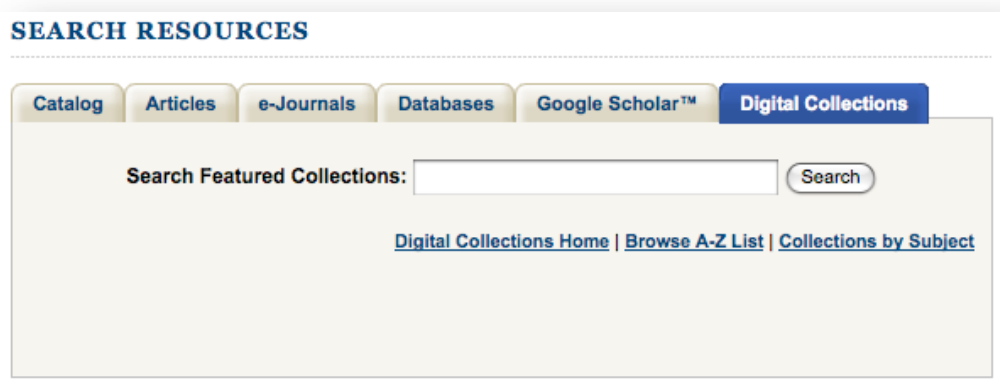 SEARCH RESOURCES
Catalog Articles e-Journals Databases Google Scholar™ Digital Collections
Search Featured Collections: Search
Digital Collections Home | Browse A-Z List | Collections by Subject